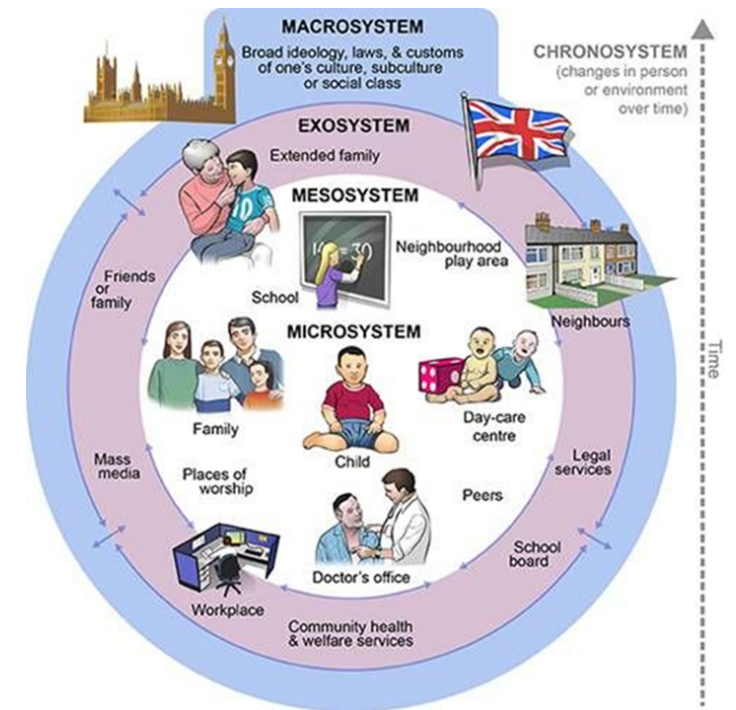 MACROSYSTEM
Broad ideology, laws, & customs
of one's culture, subculture
or social class
CHRONOSYSTEM
(changes in person
or environment
over time)
EXOSYSTEM
Extended family
MESOSYSTEM
Neighbourhood
play area
School
Friends
or
family
Neighbours
MICROSYSTEM
Time
Family
Child
Day-care
centre
Mass
media
Places of
worship
Peers
Legal
services
School
board
Doctor's office
Workplace
Community health
& welfare services
10